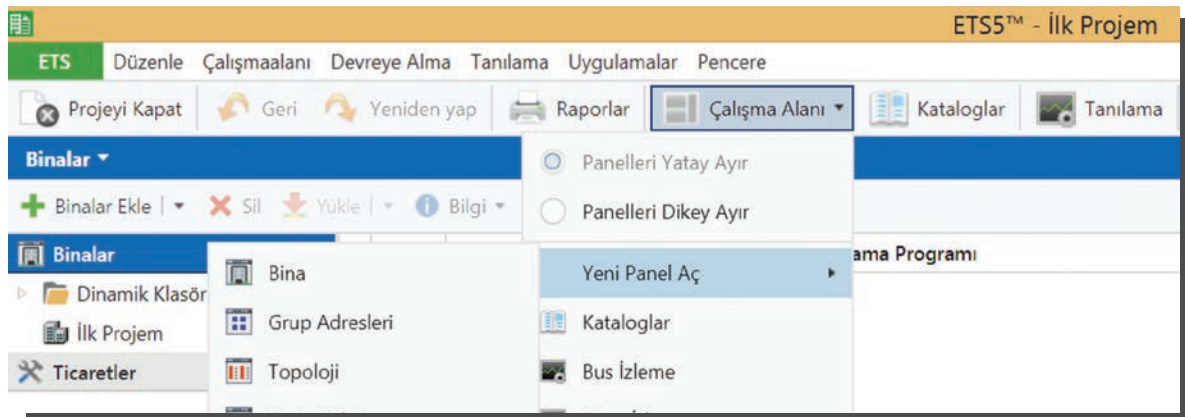 ETS5™ - İlk Projem
ETS Düzenle Çalışmaalanı Devreye Alma Tanılama Uygulamalar Pencere
Projeyi Kapat Geri Yeniden yap Raporlar Çalışma Alanı Kataloglar Tanılama
Binalar
Panelleri Yatay Ayır
Binalar Ekle Sil Yükle Bilgi
Panelleri Dikey Ayır
Binalar
ama Programı
Bina
Yeni Panel Aç
Dinamik Klasör
Grup Adresleri
Kataloglar
İlk Projem
Topoloji
Bus İzleme
Ticaretler